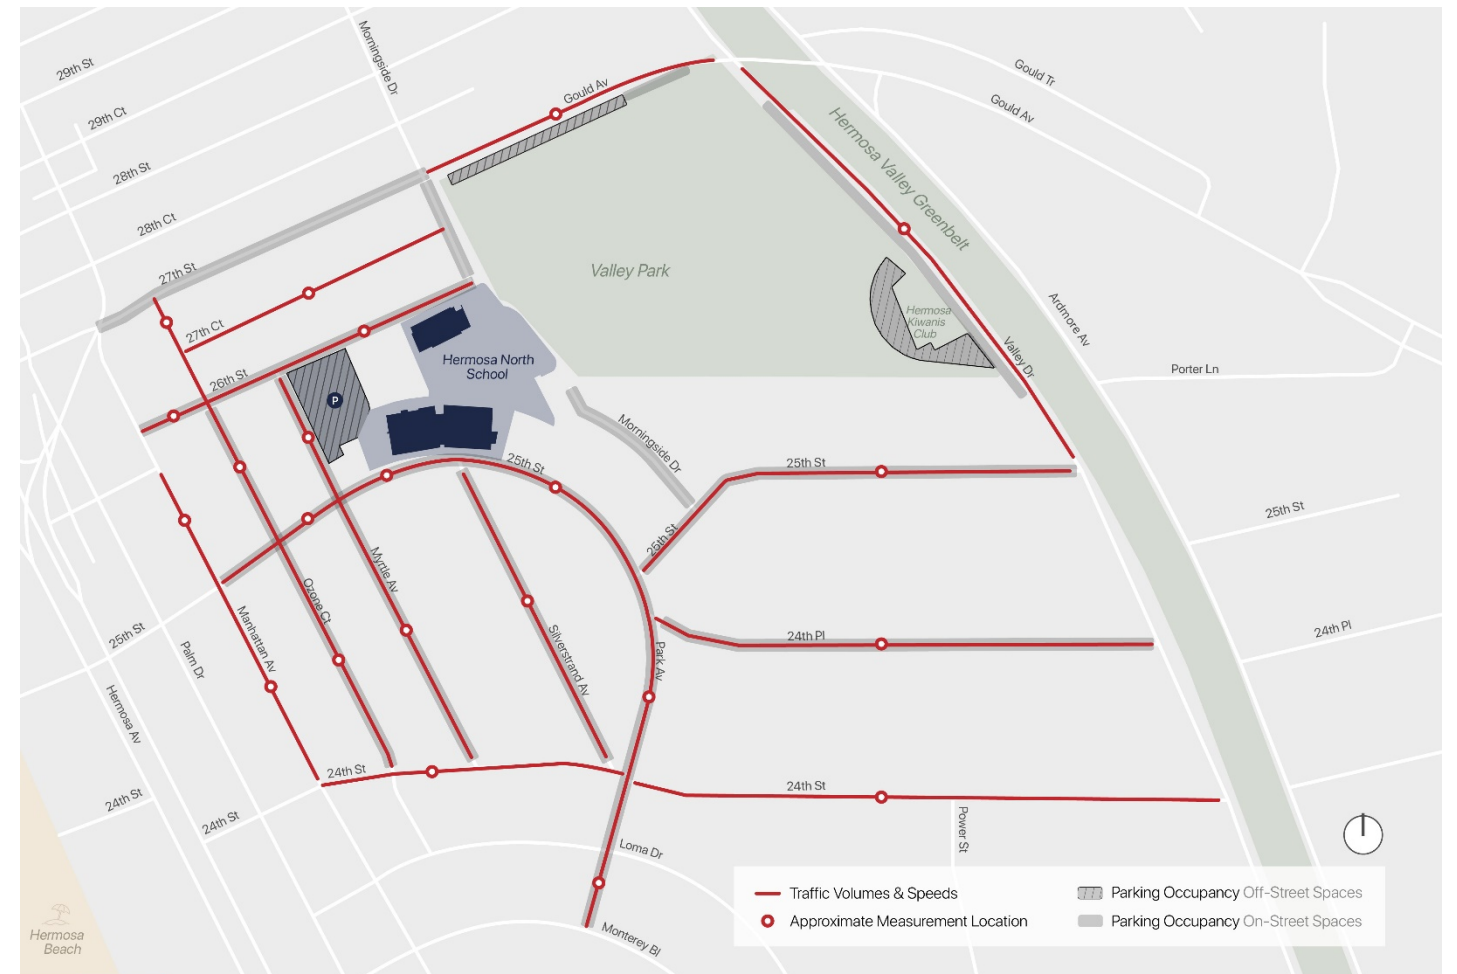 29th St
Morningside Dr
Gould Av
Gould Tr
Gould Av
29th Ct
28th St
28th Ct
Hermosa Valley Greenbelt
27th St
Valley Park
27th Ct
Hermosa
Kiwanis
Club
Ardmore Av
Valley Dr
Hermosa North
School
Porter Ln
26th St
P
Morningside Dr
25th St
25th St
25th St
25th St
Myrtle Av
Ozone Ct
Manhattan Av
Silverstrand Av
Park Av
24th Pl
24th Pl
25th St
Palm Dr
Hermosa Av
24th St
24th St
24th St
24th St
Power St
Loma Dr
Monterey Bl
Hermosa
Beach
Traffic Volumes & Speeds
Approximate Measurement Location
Parking Occupancy Off-Street Spaces
Parking Occupancy On-Street Spaces